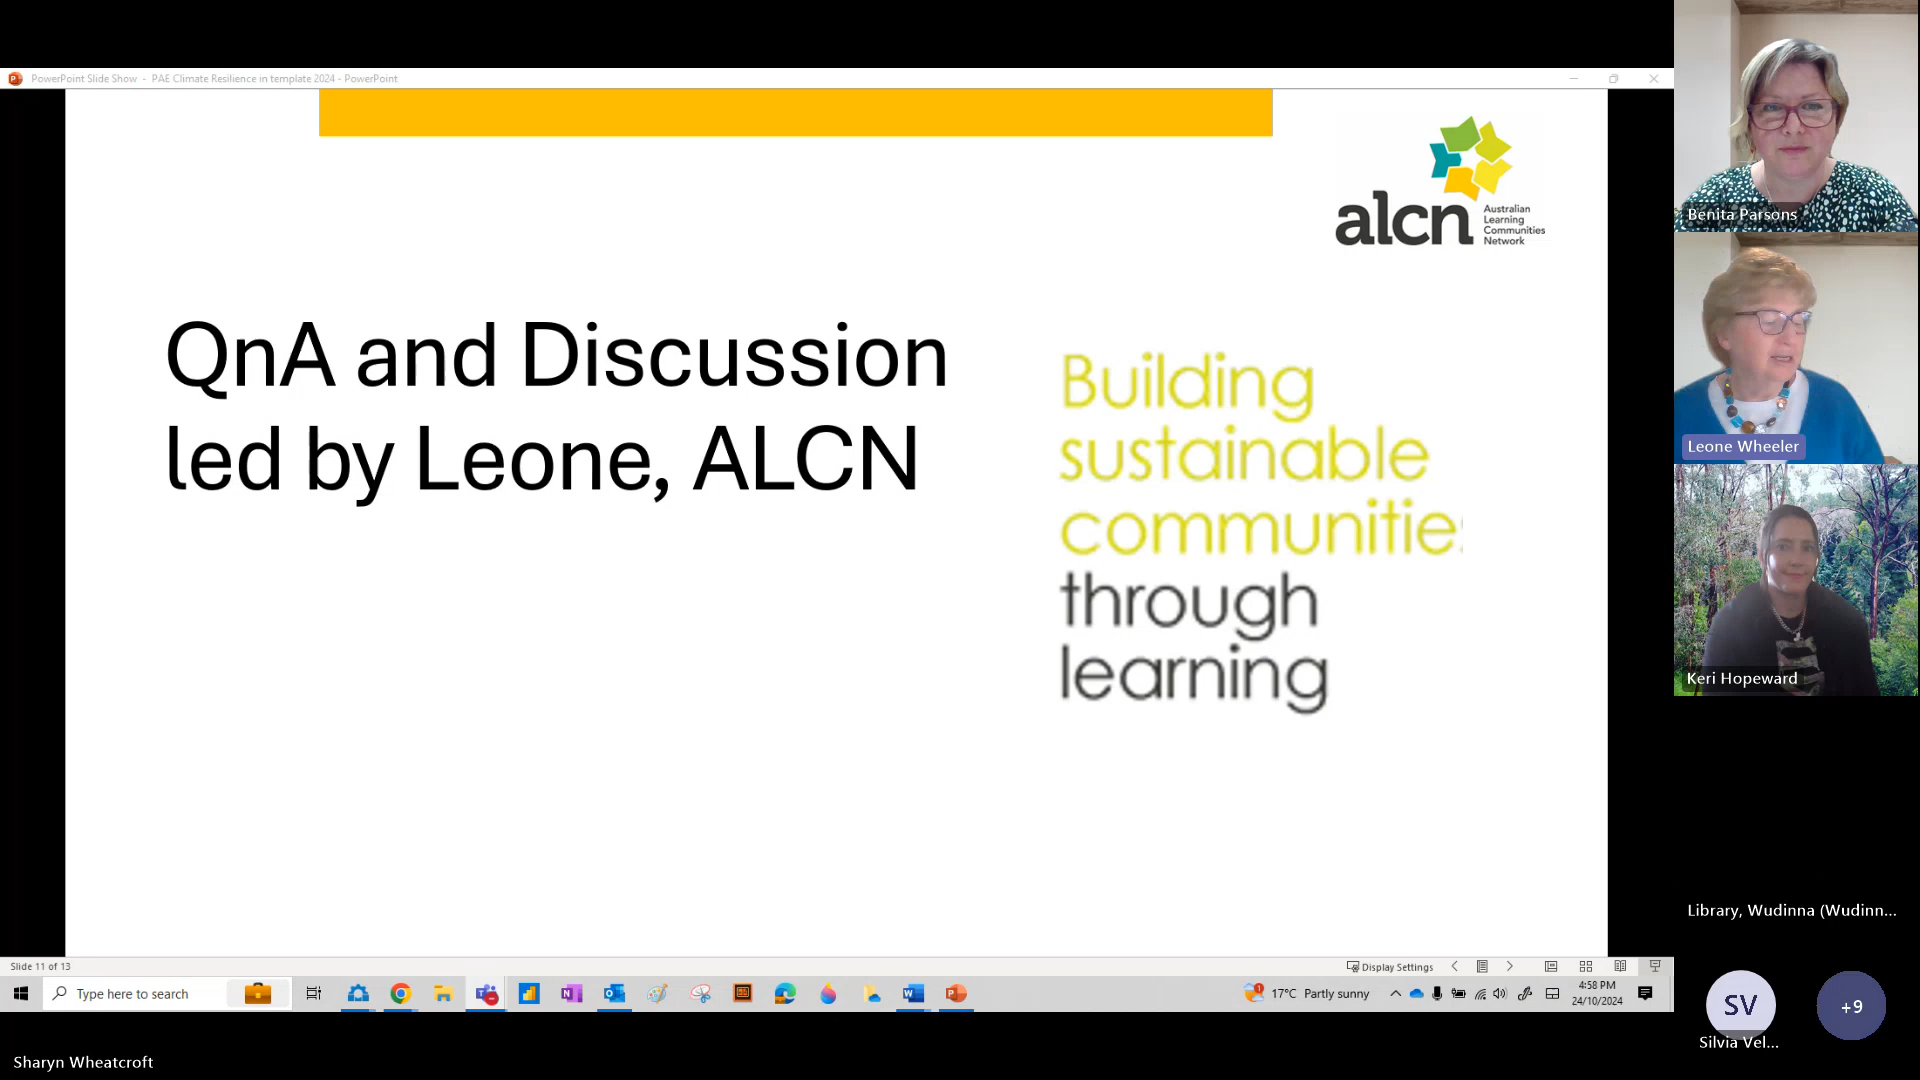 PowerPoint Slide Show - PAE Climate Resilience in template 2024 - PowerPoint
alcn
Australian
Learning
Communities
Network
QnA and Discussion
led by Leone, ALCN
Building
sustainable
communitie
through
learning
Slide 11 of 13
Display Settings
Type here to search
17°C Partly sunny
4:58 PM
24/10/2024
Sharyn Wheatcroft
Benita Parsons
Leone Wheeler
Keri Hopeward
Library, Wudinna (Wudinn...
SV
Silvia Vel...
+9